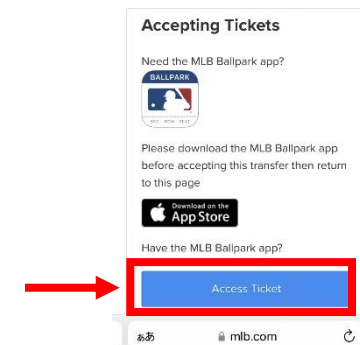 Accepting Tickets
Need the MLB Ballpark app?
BALLPARK
Please download the MLB Ballpark app
before accepting this transfer then return
to this page
Download on the
App Store
Have the MLB Ballpark app?
Access Ticket
ああ mlb.com